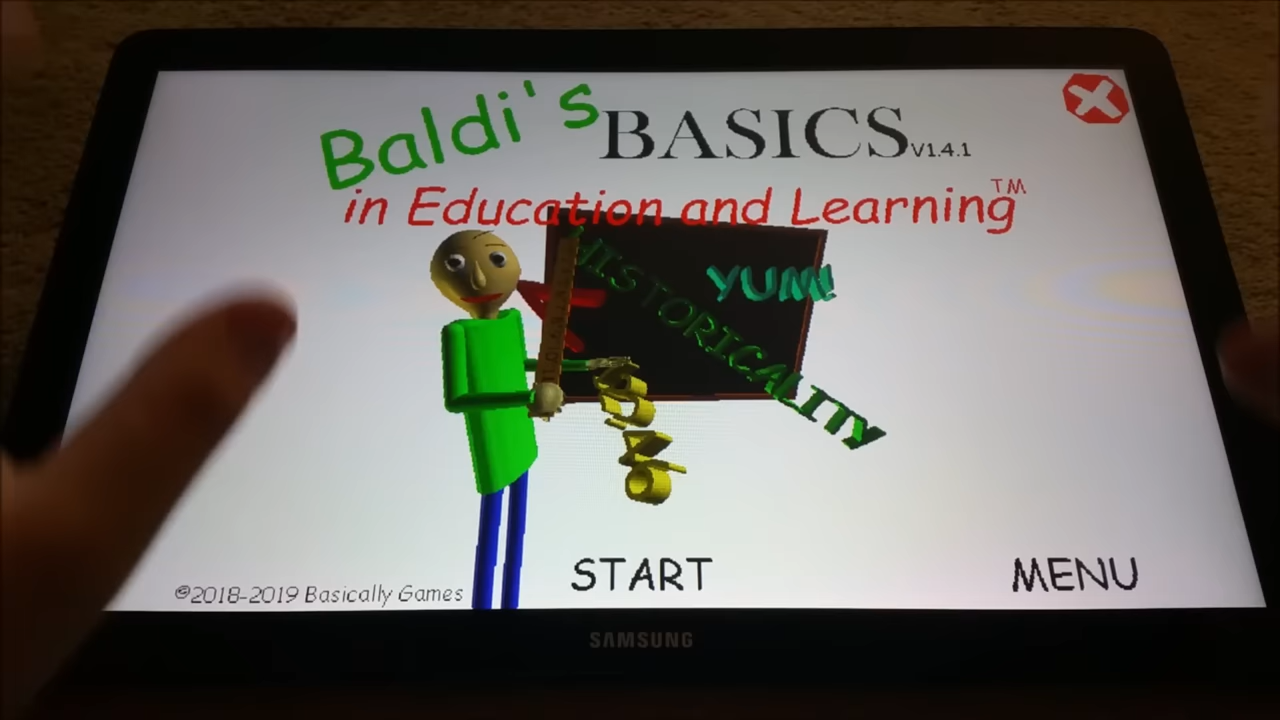 Baldi's BASICS V1.4.1
in Education and Learning™
HISTORICALITY
YUM!
START
MENU
©2018-2019 Basically Games
SAMSUNG